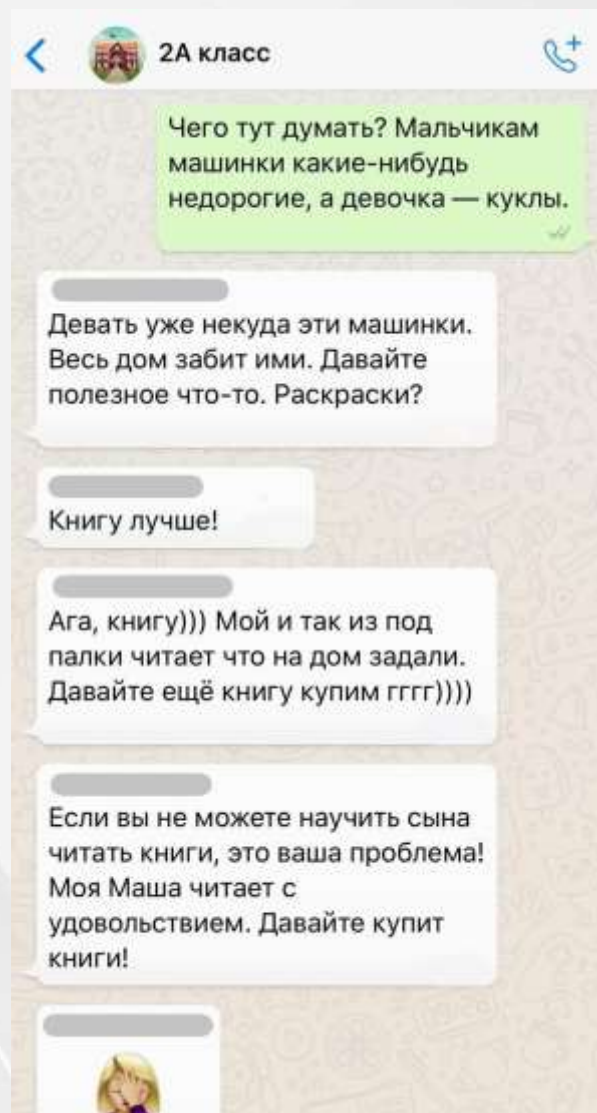 2А класс
Чего тут думать? Мальчикам
машинки какие-нибудь
недорогие, а девочка — куклы.
Девать уже некуда эти машинки.
Весь дом забит ими. Давайте
полезное что-то. Раскраски?
Книгу лучше!
Ага, книгу))) Мой и так из под
палки читает что на дом задали.
Давайте ещё книгу купим гггг))))
Если вы не можете научить сына
читать книги, это ваша проблема!
Моя Маша читает с
удовольствием. Давайте купит
книги!